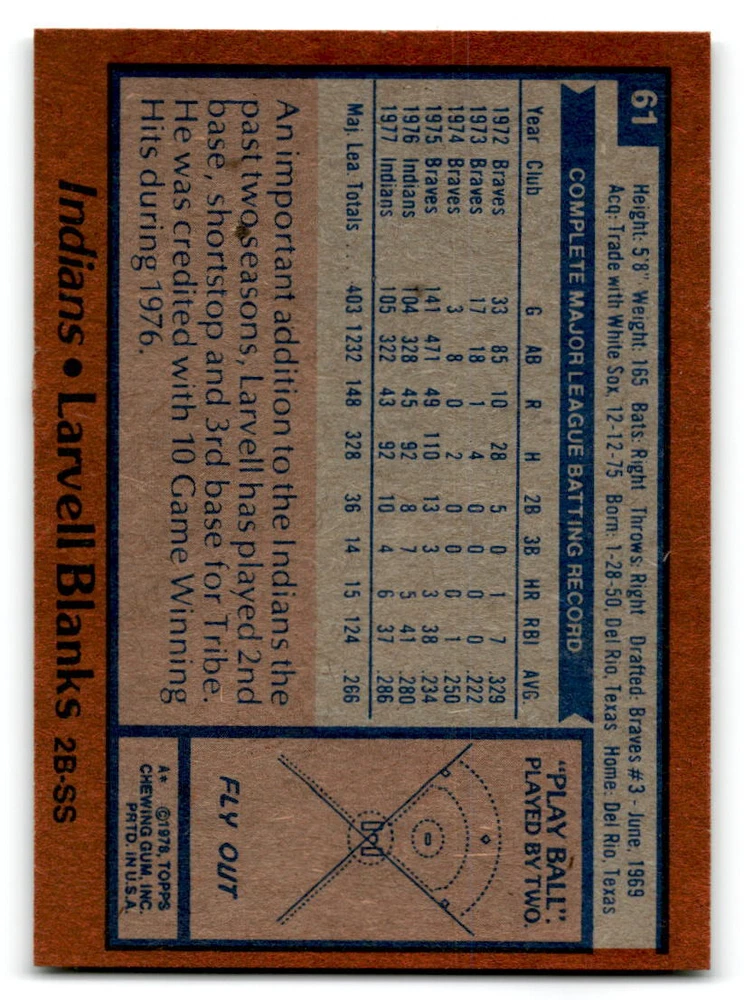 61
Height: 5'8" Weight: 165 Bats: Right Throws: Right Drafted: Braves #3 - June, 1969
Acq: Trade with White Sox, 12-12-75 Born: 1-28-50, Del Rio, Texas Home: Del Rio, Texas
COMPLETE MAJOR LEAGUE BATTING RECORD
Year Club G AB R H 2B 3B HR RBI AVG.
1972 Braves 33 85 10 28 5 0 1 7 .329
1973 Braves 17 18 1 4 0 0 0 0 .222
1974 Braves 3 8 0 2 0 0 0 1 .250
1975 Braves 141 471 49 110 13 3 3 38 .234
1976 Indians 104 328 45 92 8 7 5 41 .280
1977 Indians 105 322 43 92 10 4 6 37 .286
Maj. Lea. Totals ... 403 1232 148 328 36 14 15 124 .266
An important addition to the Indians the
past two seasons, Larvell has played 2nd
base, shortstop and 3rd base for Tribe.
He was credited with 10 Game Winning
Hits during 1976.
"PLAY BALL":
PLAYED BY TWO.
FLY OUT
A* ©1978, TOPPS
CHEWING GUM, INC.
PRTD. IN U.S.A.
Indians • Larvell Blanks 2B-SS